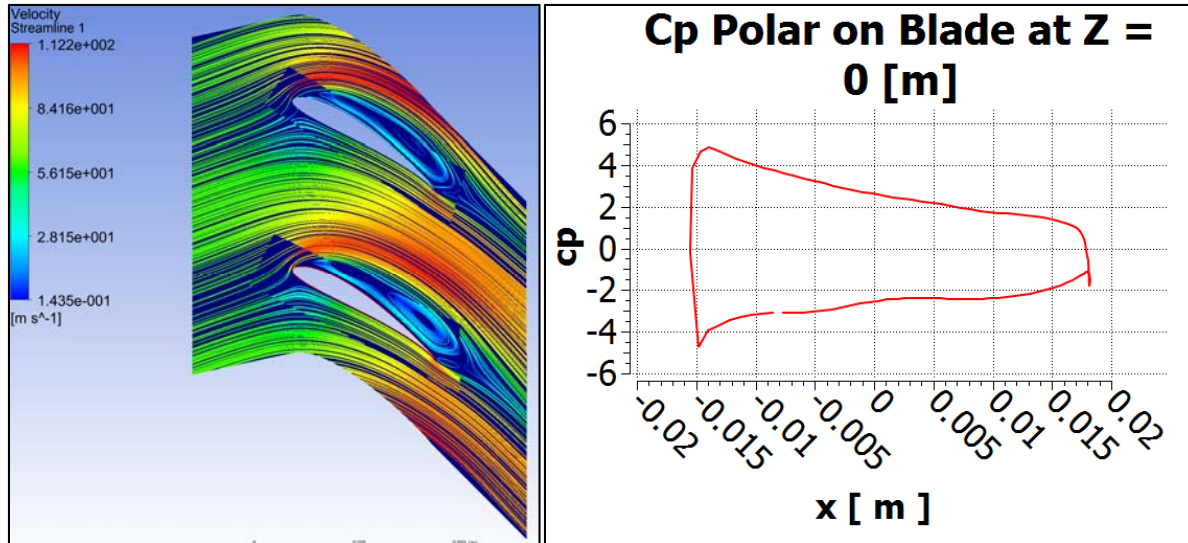 Velocity
Streamline 1
1.122e+002
8.416e+001
5.615e+001
2.815e+001
1.435e-001
[m s^-1]
Cp Polar on Blade at Z =
0 [m]
6
4
2
0
-2
-4
-6
cp
-0.02
-0.015
-0.01
-0.005
0
0.005
0.01
0.015
0.02
x [ m ]